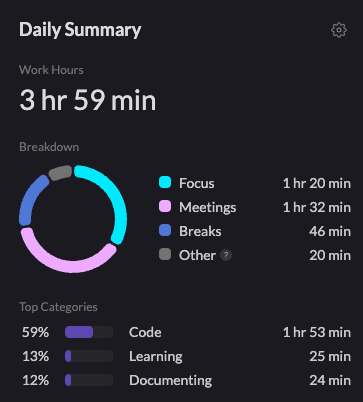 Daily Summary
Work Hours
3 hr 59 min
Breakdown
Focus 1 hr 20 min
Meetings 1 hr 32 min
Breaks 46 min
Other ? 20 min
Top Categories
59% Code 1 hr 53 min
13% Learning 25 min
12% Documenting 24 min